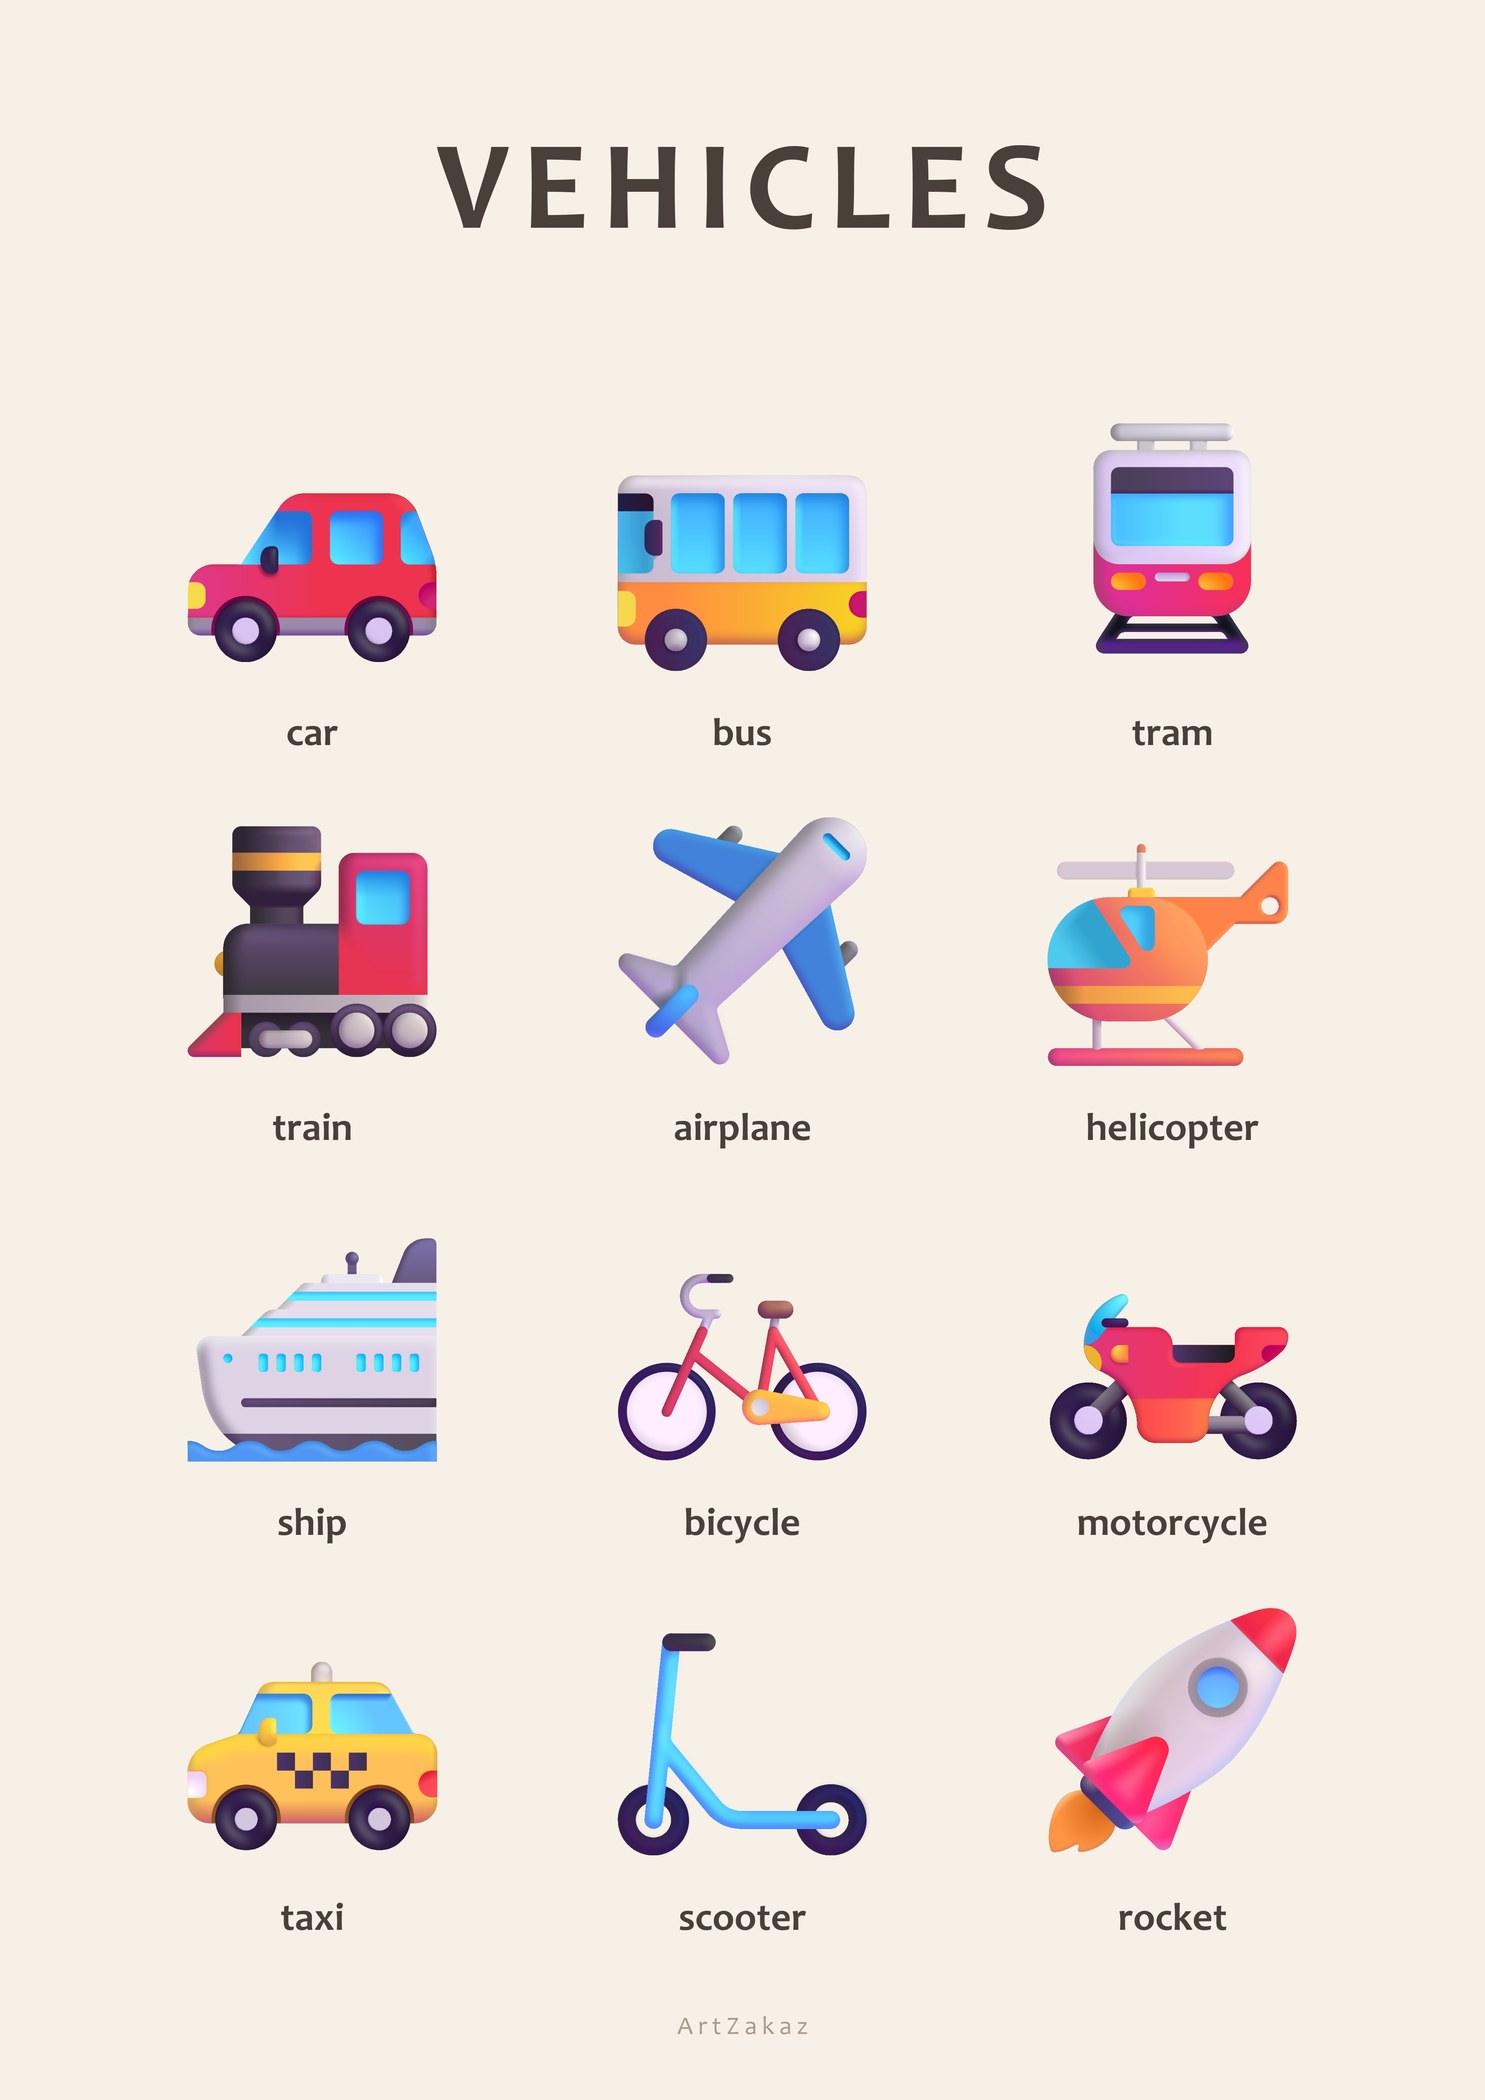 VEHICLES
car
bus
tram
train
airplane
helicopter
ship
bicycle
motorcycle
taxi
scooter
rocket
ArtZakaz